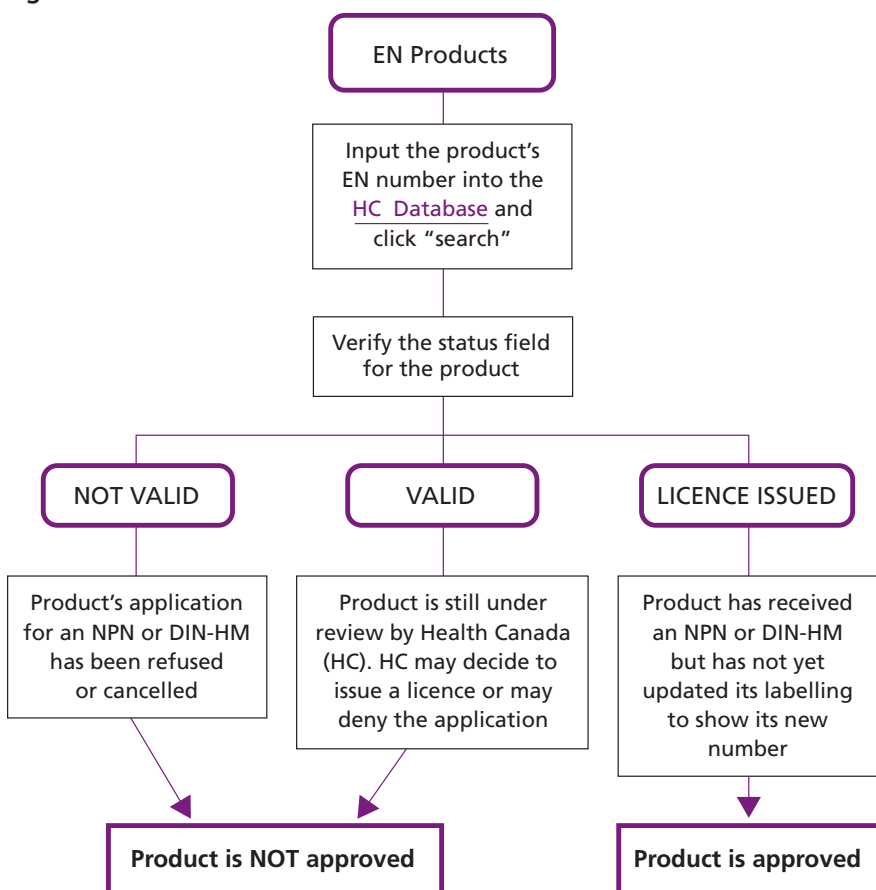 EN Products
Input the product's
EN number into the
HC Database and
click “search”
Verify the status field
for the product
NOT VALID
VALID
LICENCE ISSUED
Product's application
for an NPN or DIN-HM
has been refused
or cancelled
Product is still under
review by Health Canada
(HC). HC may decide to
issue a licence or may
deny the application
Product has received
an NPN or DIN-HM
but has not yet
updated its labelling
to show its new
number
Product is NOT approved
Product is approved